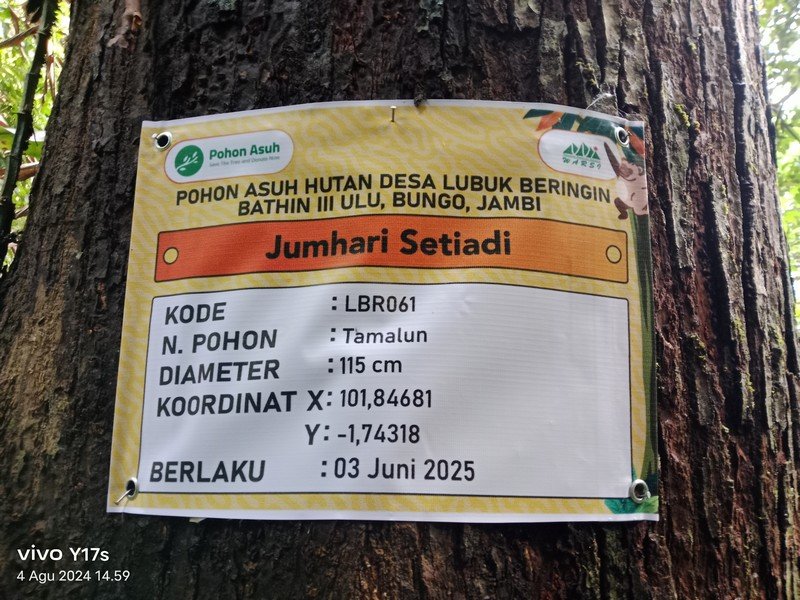 Pohon Asuh
Save The Tree and Donate Now
WARSI
POHON ASUH HUTAN DESA LUBUK BERINGIN
BATHIN III ULU, BUNGO, JAMBI
Jumhari Setiadi
KODE : LBR061
N. POHON : Tamalun
DIAMETER : 115 cm
KOORDINAT X: 101,84681
Y: -1,74318
BERLAKU : 03 Juni 2025
vivo Y17s
4 Agu 2024 14.59